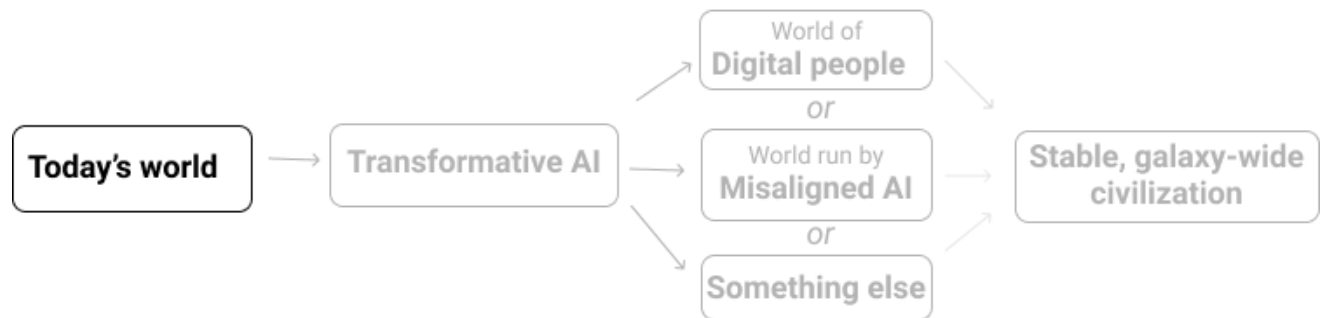 Today's world
Transformative AI
World of
Digital people
or
World run by
Misaligned AI
or
Something else
Stable, galaxy-wide
civilization